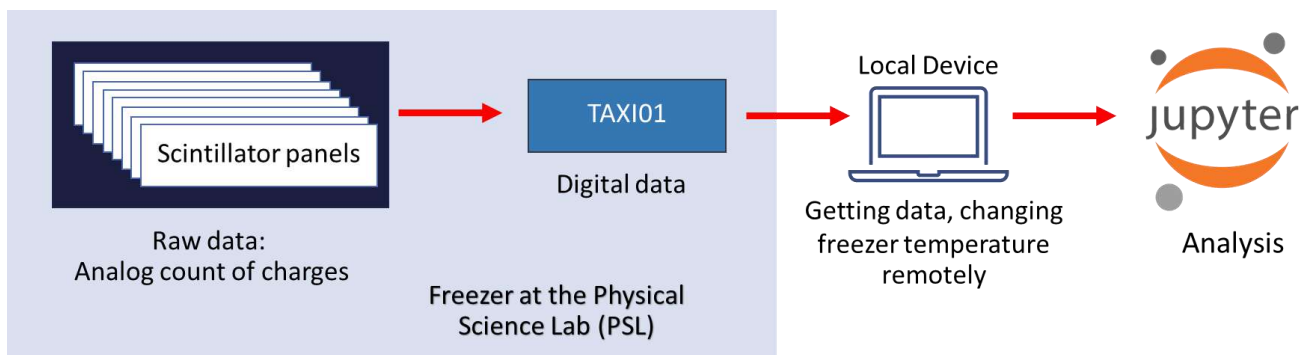 Scintillator panels
Raw data:
Analog count of charges
TAXI01
Digital data
Freezer at the Physical
Science Lab (PSL)
Local Device
Getting data, changing
freezer temperature
remotely
jupyter
Analysis